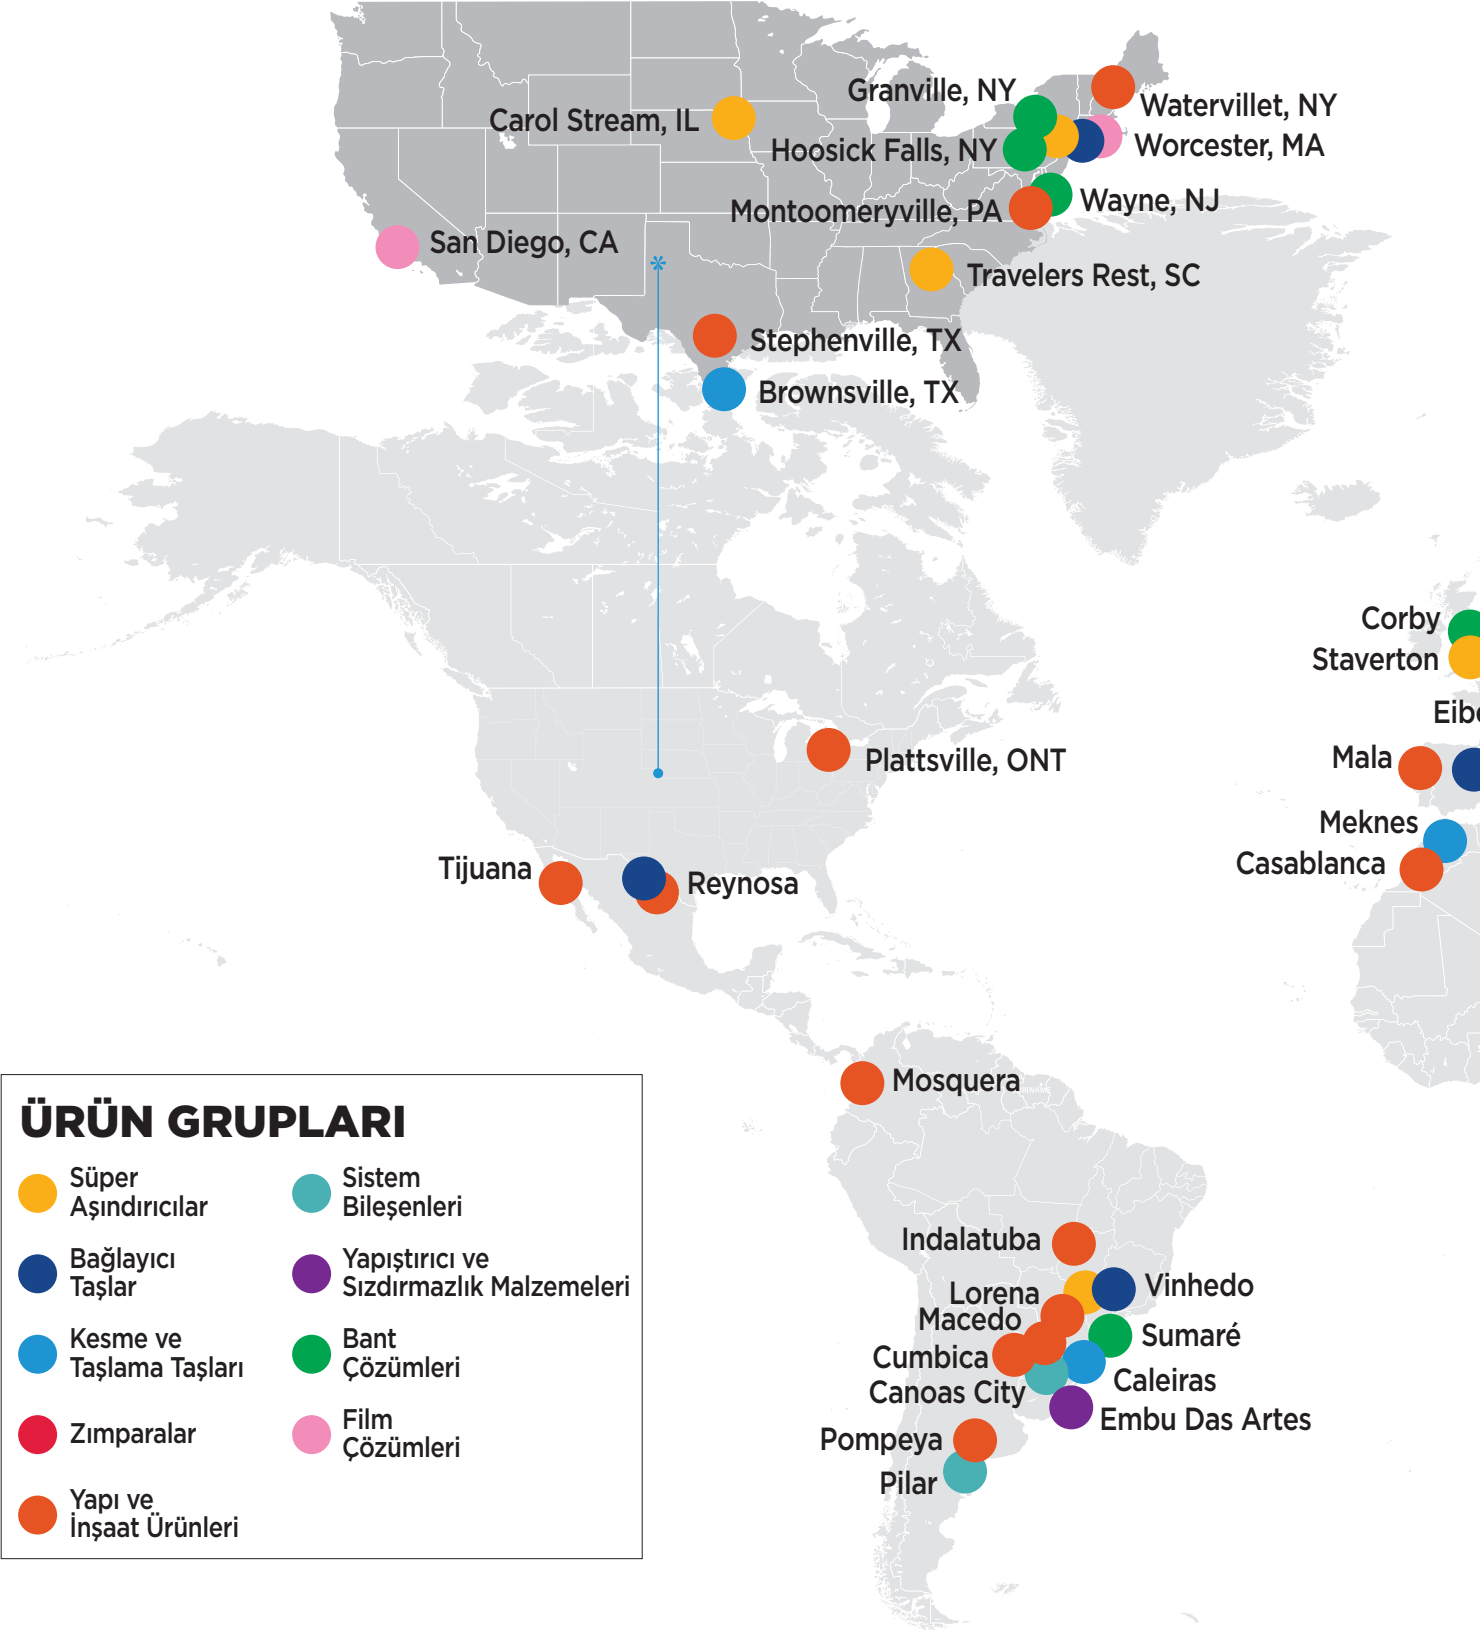 Granville, NY
Watervillet, NY
Carol Stream, IL
Hoosick Falls, NY
Worcester, MA
Montoomeryville, PA
Wayne, NJ
San Diego, CA
*
Travelers Rest, SC
Stephenville, TX
Brownsville, TX
Corby
Staverton
Eib
Mala
Plattsville, ONT
Meknes
Casablanca
Tijuana
Reynosa
Mosquera
Indalatuba
Lorena
Vinhedo
Macedo
Sumaré
Cumbica
Caleiras
Canoas City
Embu Das Artes
Pompeya
Pilar
ÜRÜN GRUPLARI
Süper
Aşındırıcılar
Bağlayıcı
Taşlar
Kesme ve
Taşlama Taşları
Zımparalar
Yapı ve
İnşaat Ürünleri
Sistem
Bileşenleri
Yapıştırıcı ve
Sızdırmazlık Malzemeleri
Bant
Çözümleri
Film
Çözümleri